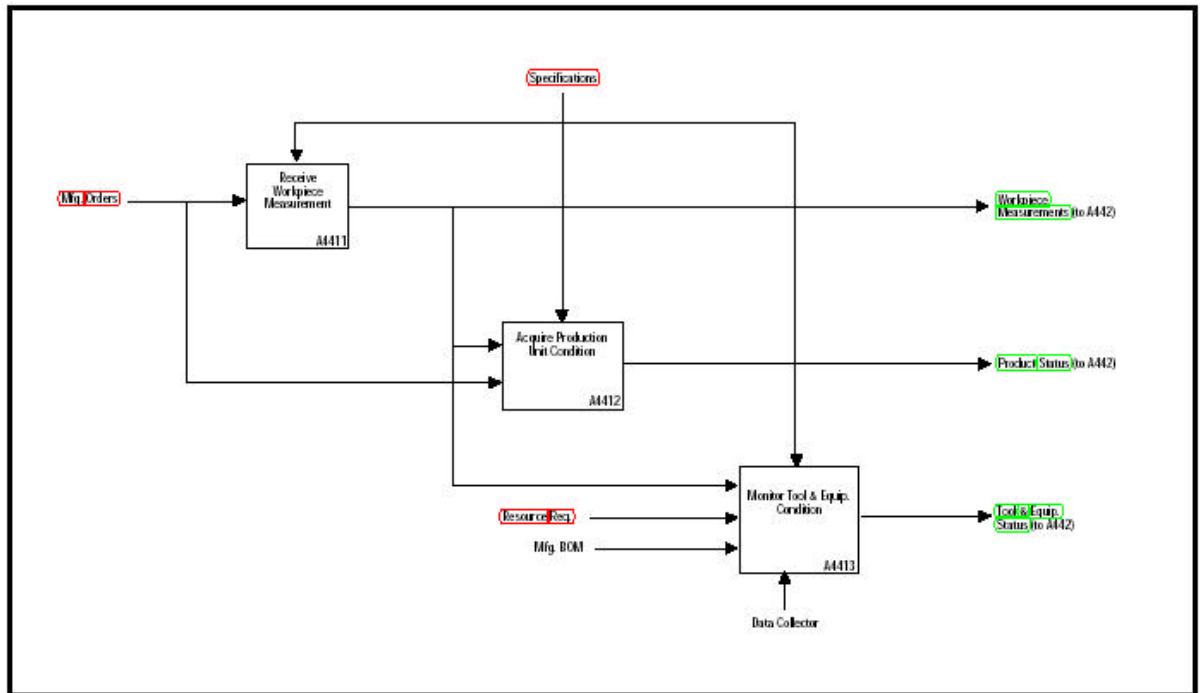 Specifications
Receive
Workpiece
Measurement
A4411
Mfg. Orders
Workpiece
Measurements (to A442)
Acquire Production
Unit Condition
A4412
Product Status (to A442)
Monitor Tool & Equip.
Condition
A4413
Resource Req.
Mfg. BOM
Tool & Equip.
Status (to A442)
Data Collector